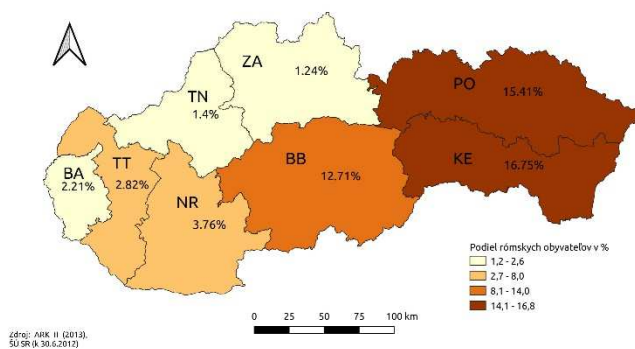 ZA
1.24%
PO
15.41%
TN
1.4%
BA
2.21%
TT
2.82%
NR
3.76%
BB
12.71%
KE
16.75%
Podiel rómskych obyvateľov v %
1,2 - 2,6
2,7 - 8,0
8,1 - 14,0
14,1 - 16,8
0 25 50 75 100 km
Zdroj: ARK II (2013),
ŠÚ SR (k 30.6.2012)